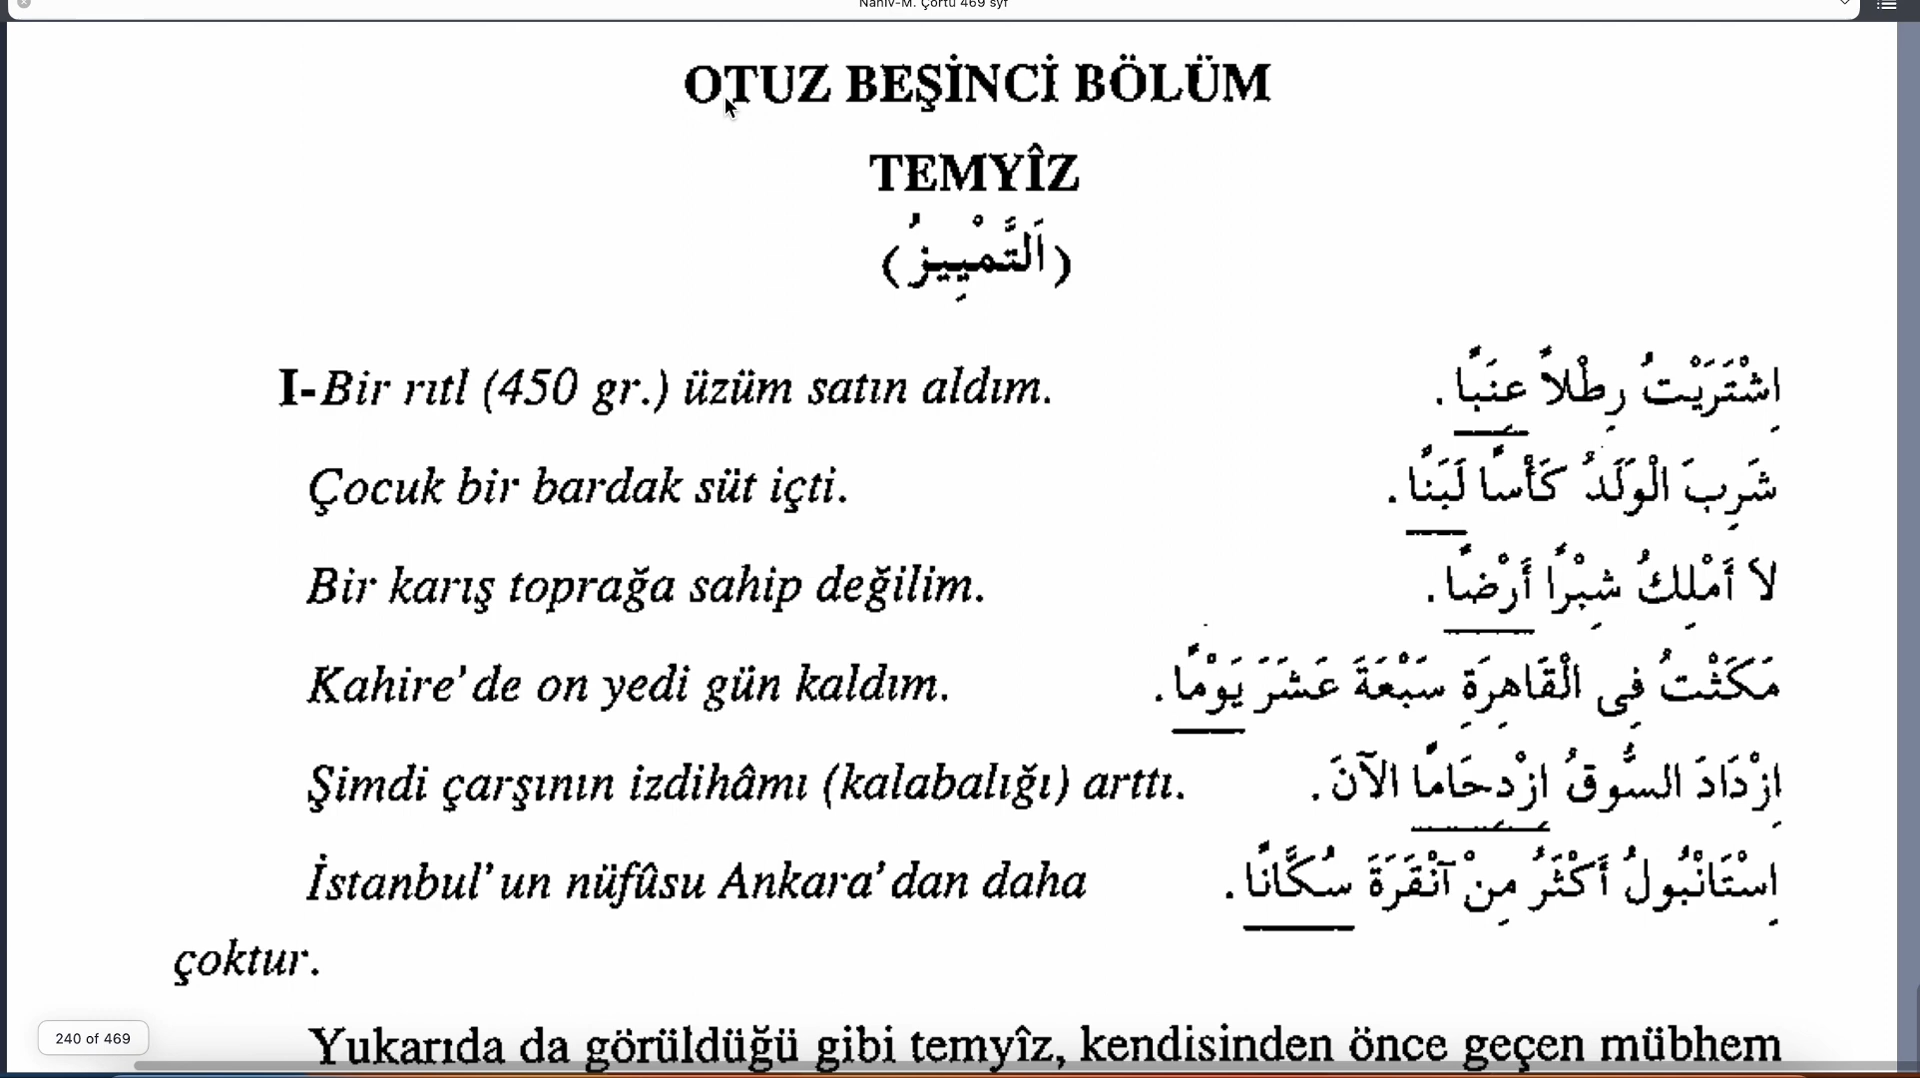 Nahiv-M. Çörtü 469 syf
OTUZ BEŞİNCİ BÖLÜM
TEMYÎZ
(اَلتَّمْيِيزُ)
I-Bir rıtl (450 gr.) üzüm satın aldım. اِشْتَرَيْتُ رِطْلاً عِنَبًا .
Çocuk bir bardak süt içti. شَرِبَ الْوَلَدُ كَأْسًا لَبَنًا .
Bir karış toprağa sahip değilim. لاَ أَمْلِكُ شِبْرًا أَرْضًا .
Kahire'de on yedi gün kaldım. مَكَثْتُ فِى الْقَاهِرَةِ سَبْعَةَ عَشَرَ يَوْمًا .
Şimdi çarşının izdihâmı (kalabalığı) arttı. اِزْدَادَ السُّوقُ ازْدِحَامًا الآنَ .
İstanbul'un nüfûsu Ankara'dan daha اِسْتَانْبُولُ أَكْثَرُ مِنْ آنْقَرَةَ سُكَّانًا .
çoktur.
Yukarıda da görüldüğü gibi temyîz, kendisinden önce geçen mübhem
240 of 469